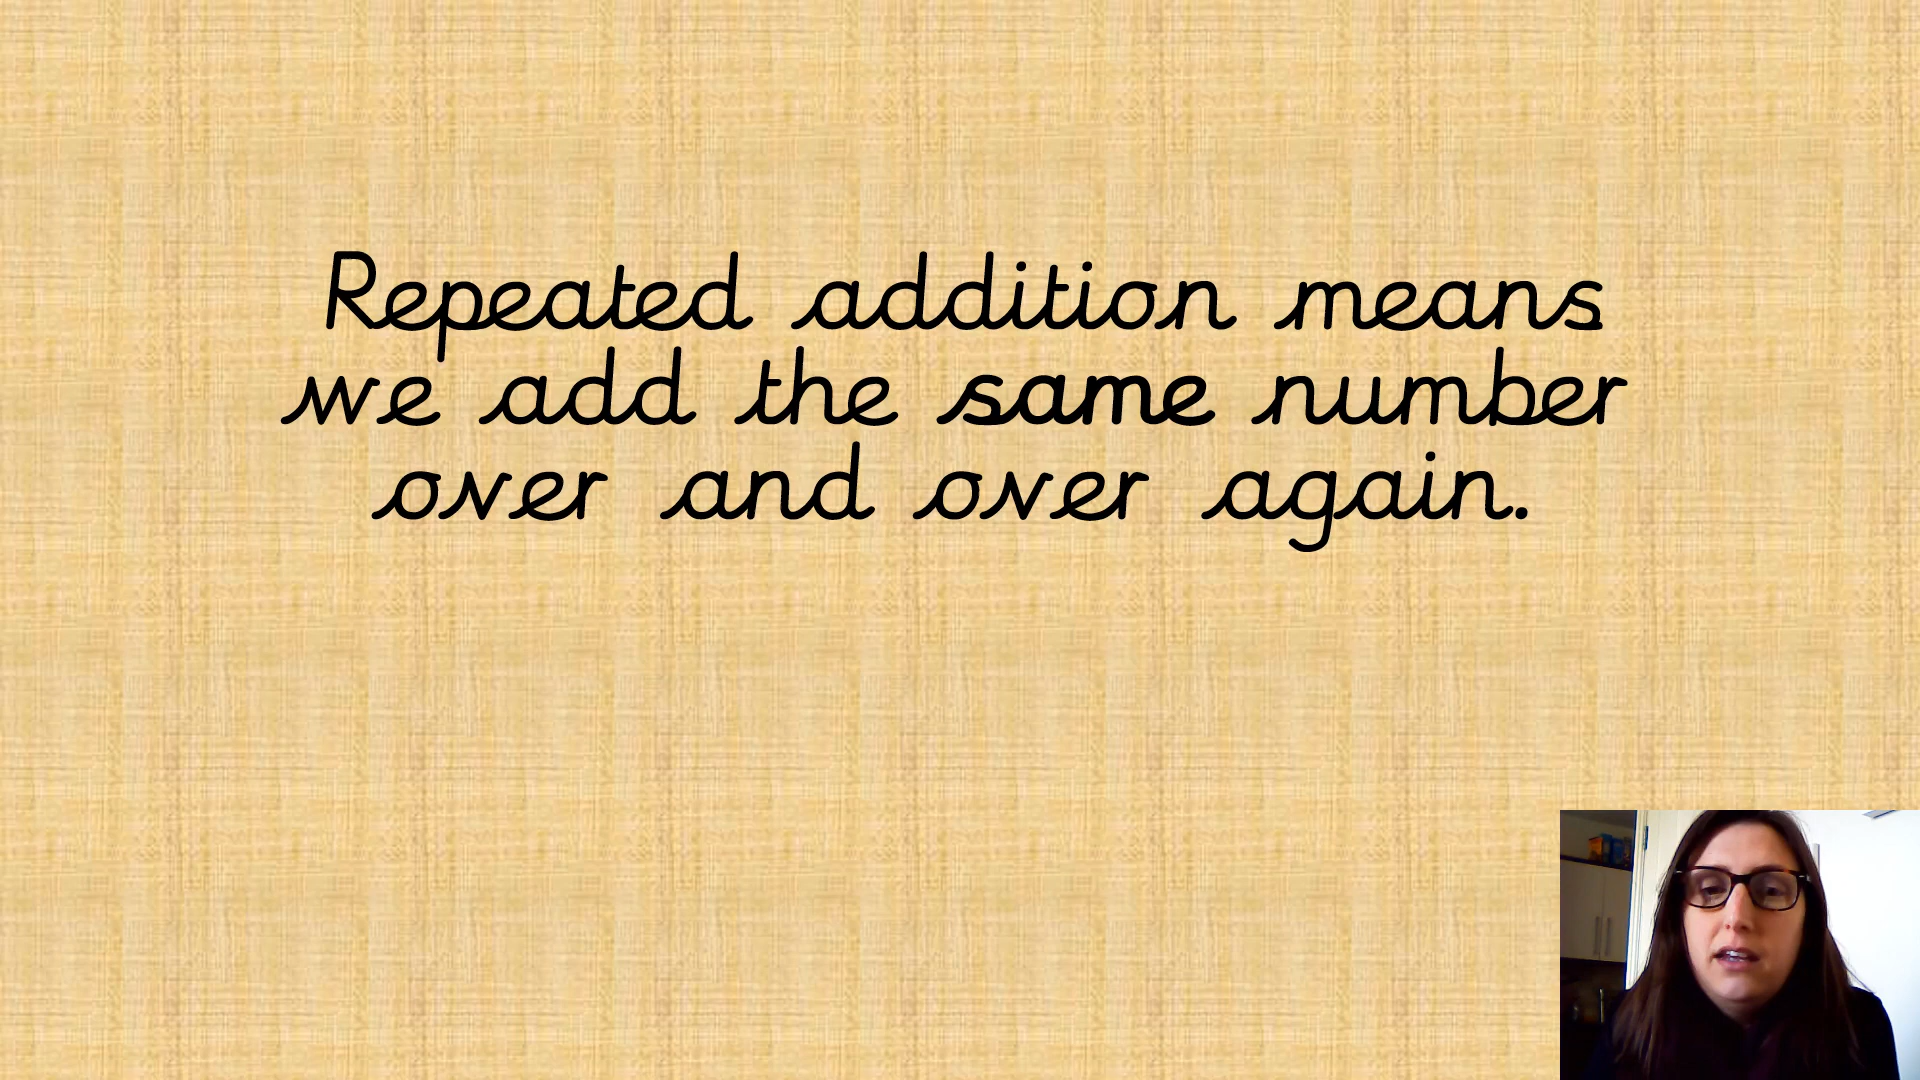 Repeated addition means
we add the same number
over and over again.